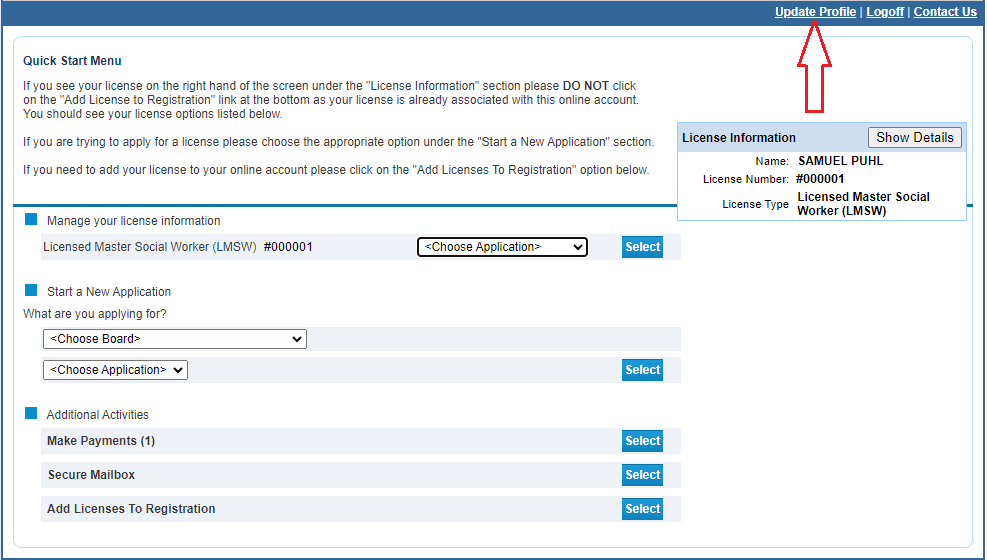 Update Profile | Logoff | Contact Us
Quick Start Menu
If you see your license on the right hand of the screen under the "License Information" section please DO NOT click
on the "Add License to Registration" link at the bottom as your license is already associated with this online account.
You should see your license options listed below.
If you are trying to apply for a license please choose the appropriate option under the "Start a New Application" section.
If you need to add your license to your online account please click on the "Add Licenses To Registration" option below.
License Information Show Details
Name: SAMUEL PUHL
License Number: #000001
License Type Licensed Master Social
Worker (LMSW)
Manage your license information
Licensed Master Social Worker (LMSW) #000001 <Choose Application> Select
Start a New Application
What are you applying for?
<Choose Board>
<Choose Application> Select
Additional Activities
Make Payments (1) Select
Secure Mailbox Select
Add Licenses To Registration Select